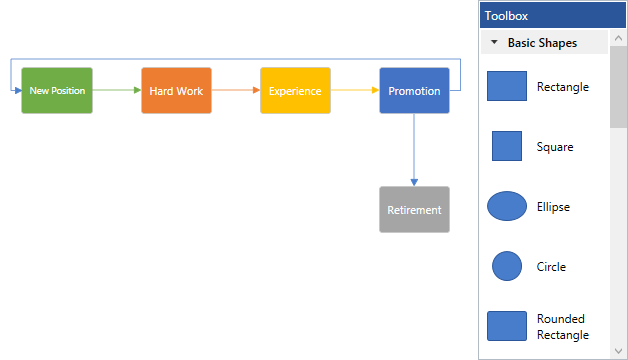 New Position
Hard Work
Experience
Promotion
Retirement
Toolbox
Basic Shapes
Rectangle
Square
Ellipse
Circle
Rounded
Rectangle